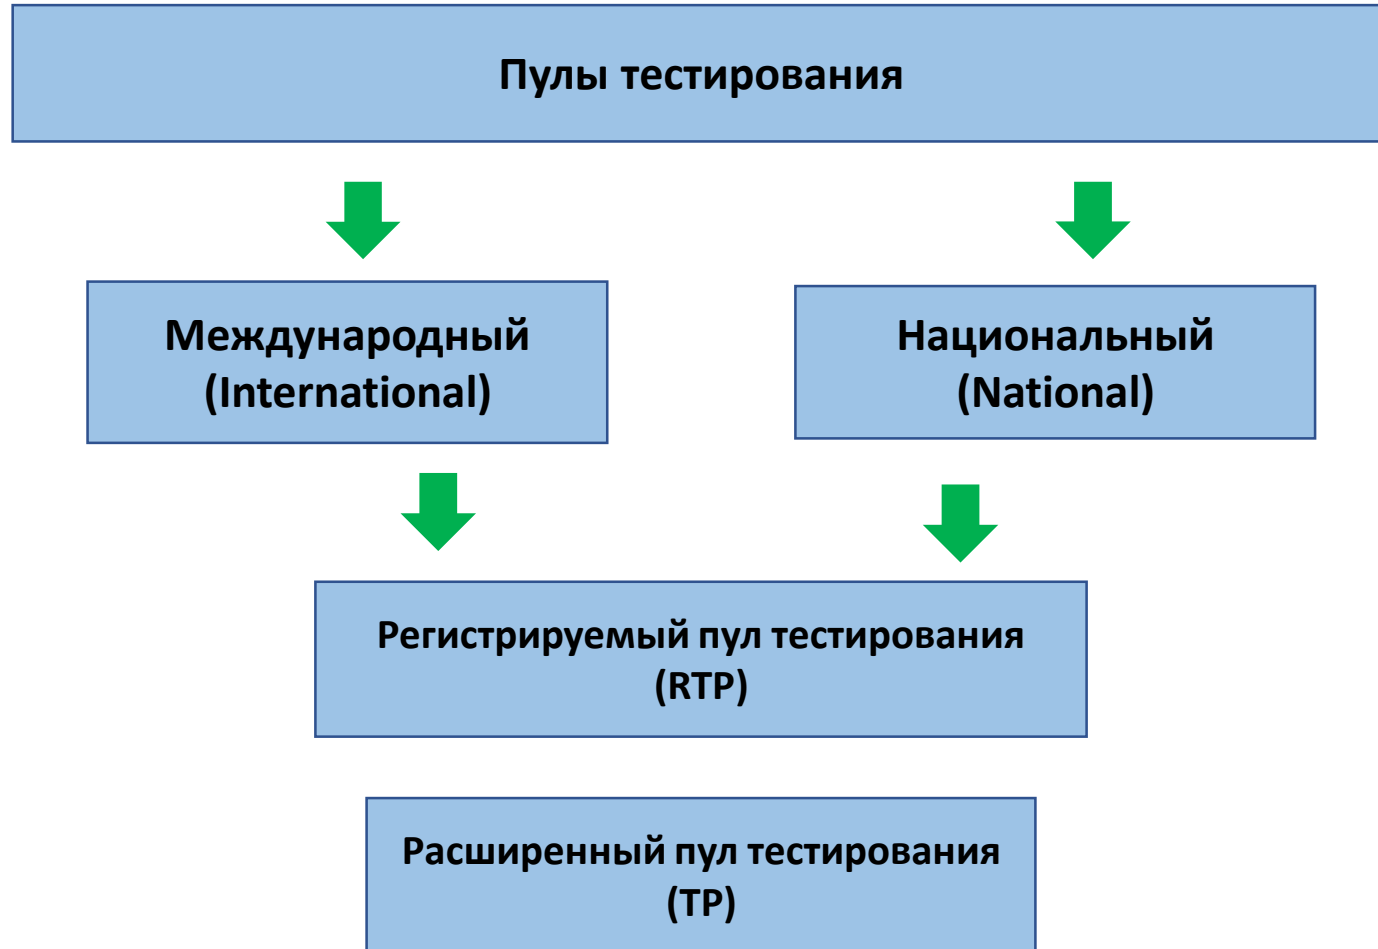 Пулы тестирования
Международный
(International)
Национальный
(National)
Регистрируемый пул тестирования
(RTP)
Расширенный пул тестирования
(TP)